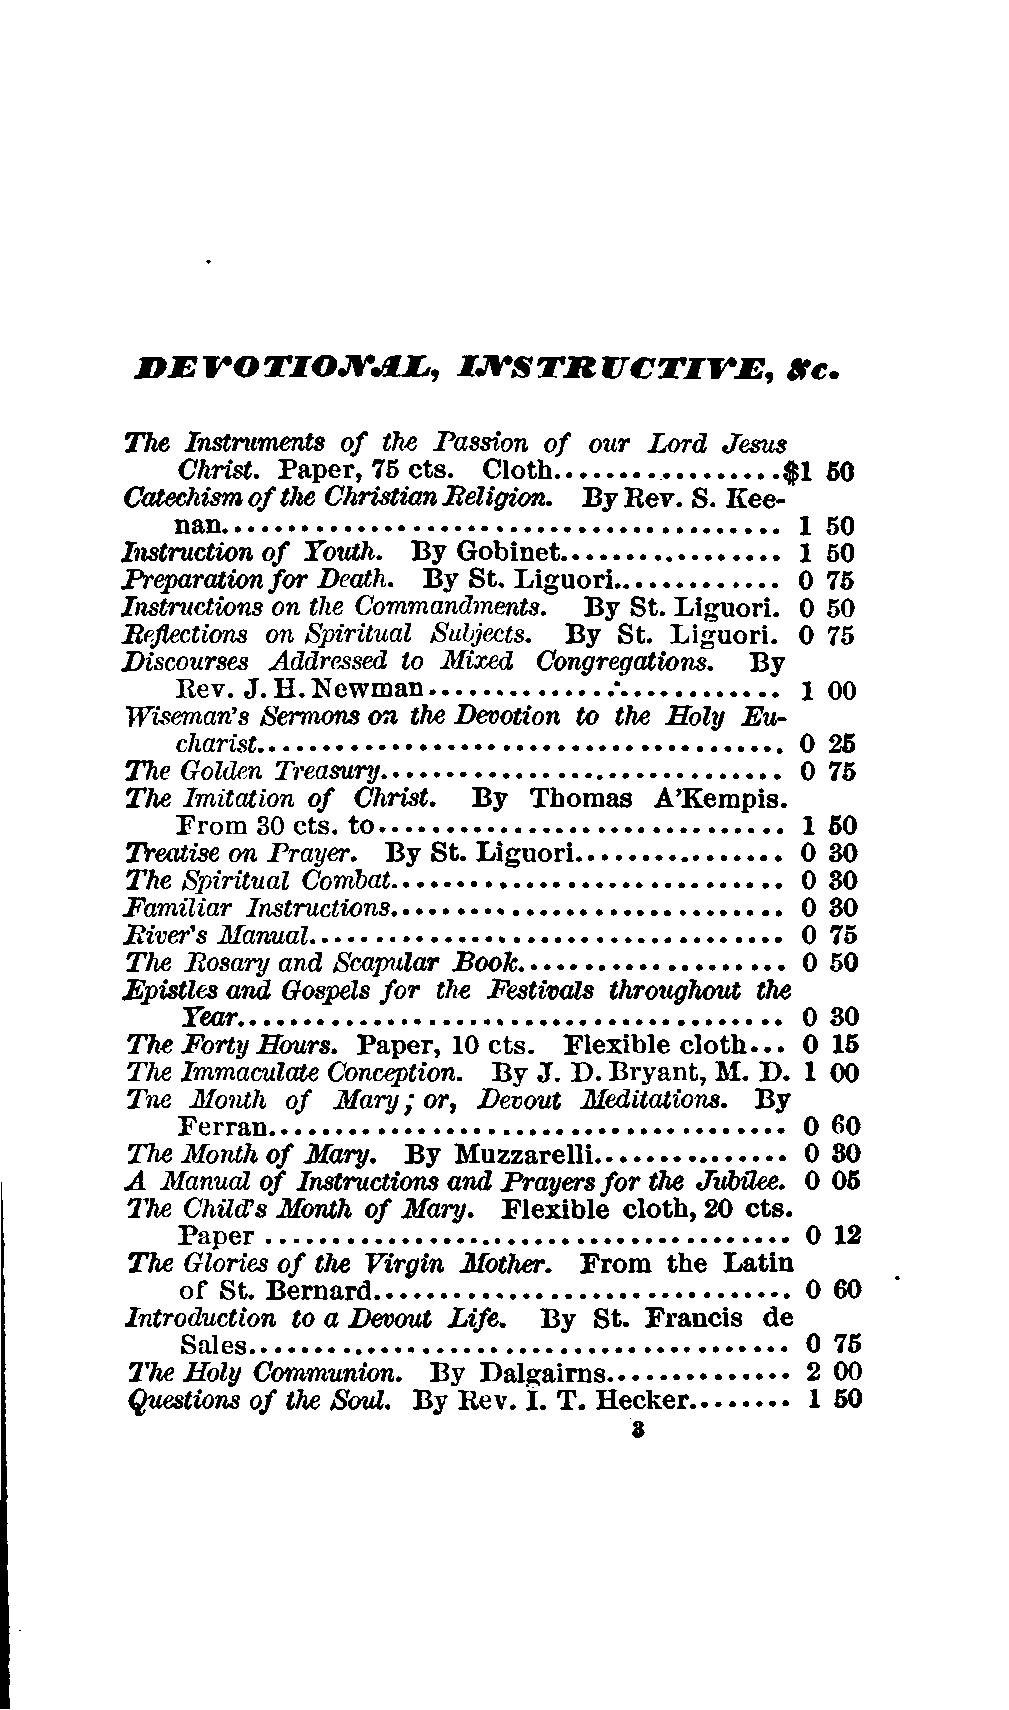 DEVOTIONAL, INSTRUCTIVE, &c.
The Instruments of the Passion of our Lord Jesus
Christ. Paper, 75 cts. Cloth..................$1 50
Catechism of the Christian Religion. By Rev. S. Kee-
nan.......................................... 1 50
Instruction of Youth. By Gobinet................. 1 50
Preparation for Death. By St. Liguori............. 0 75
Instructions on the Commandments. By St. Liguori. 0 50
Reflections on Spiritual Subjects. By St. Liguori. 0 75
Discourses Addressed to Mixed Congregations. By
Rev. J. H. Newman........................... 1 00
Wiseman's Sermons on the Devotion to the Holy Eu-
charist....................................... 0 25
The Golden Treasury.............................. 0 75
The Imitation of Christ. By Thomas A'Kempis.
From 30 cts. to............................... 1 50
Treatise on Prayer. By St. Liguori................ 0 30
The Spiritual Combat.............................. 0 30
Familiar Instructions.............................. 0 30
River's Manual.................................... 0 75
The Rosary and Scapular Book.................... 0 50
Epistles and Gospels for the Festivals throughout the
Year......................................... 0 30
The Forty Hours. Paper, 10 cts. Flexible cloth... 0 15
The Immaculate Conception. By J. D. Bryant, M. D. 1 00
Tne Month of Mary; or, Devout Meditations. By
Ferran....................................... 0 60
The Month of Mary. By Muzzarelli............... 0 30
A Manual of Instructions and Prayers for the Jubilee. 0 05
The Child's Month of Mary. Flexible cloth, 20 cts.
Paper ....................................... 0 12
The Glories of the Virgin Mother. From the Latin
of St. Bernard................................ 0 60
Introduction to a Devout Life. By St. Francis de
Sales......................................... 0 75
The Holy Communion. By Dalgairns.............. 2 00
Questions of the Soul. By Rev. I. T. Hecker........ 1 50
3